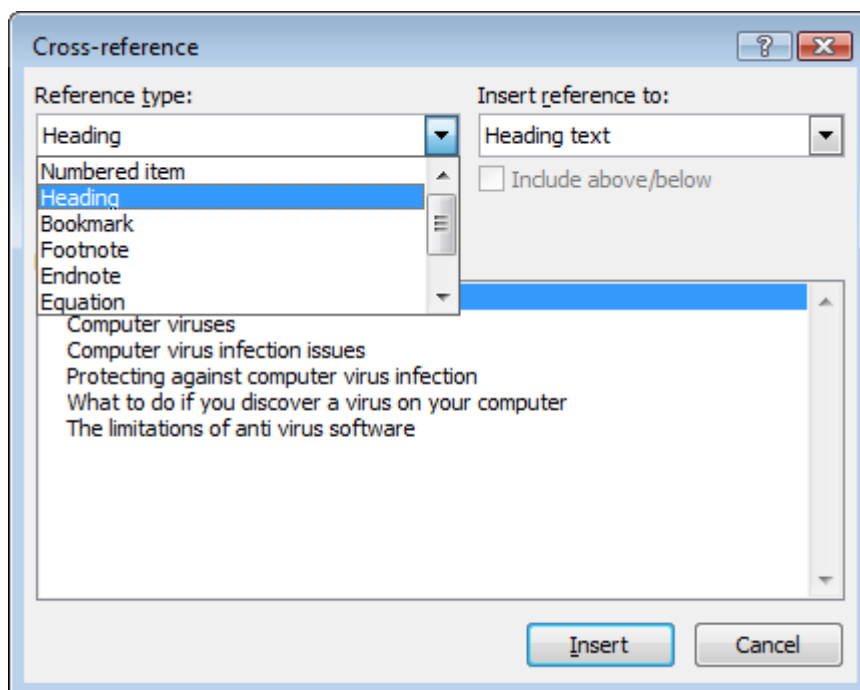 Cross-reference
Reference type:
Insert reference to:
Heading
Heading text
Include above/below
Numbered item
Heading
Bookmark
Footnote
Endnote
Equation
Computer viruses
Computer virus infection issues
Protecting against computer virus infection
What to do if you discover a virus on your computer
The limitations of anti virus software
Insert
Cancel